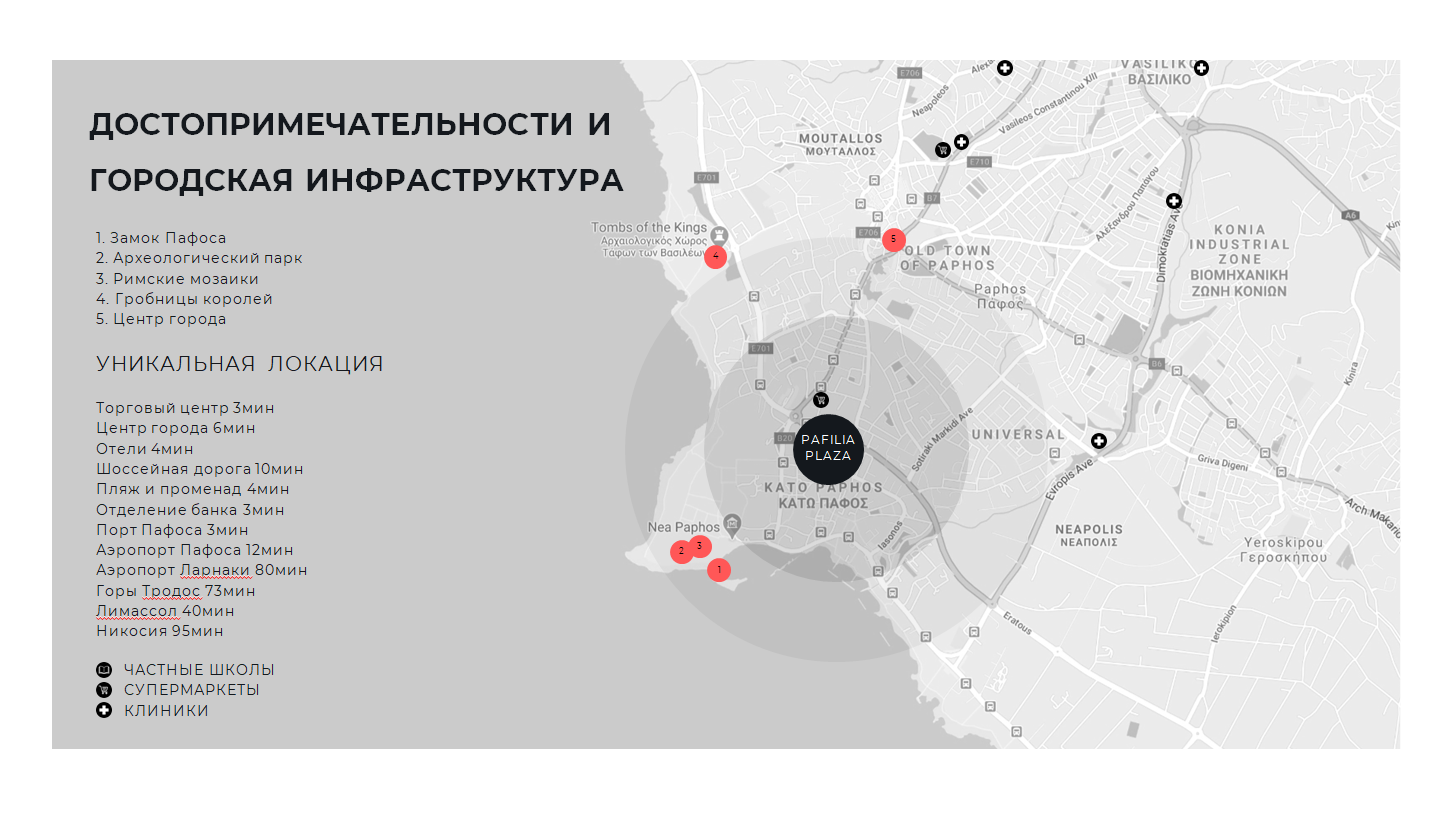 ДОСТОПРИМЕЧАТЕЛЬНОСТИ И
ГОРОДСКАЯ ИНФРАСТРУКТУРА
1. Замок Пафоса
2. Археологический парк
3. Римские мозаики
4. Гробницы королей
5. Центр города
УНИКАЛЬНАЯ ЛОКАЦИЯ
Торговый центр 3мин
Центр города 6мин
Отели 4мин
Шоссейная дорога 10мин
Пляж и променад 4мин
Отделение банка 3мин
Порт Пафоса 3мин
Аэропорт Пафоса 12мин
Аэропорт Ларнаки 80мин
Горы Тродос 73мин
Лимассол 40мин
Никосия 95мин
ЧАСТНЫЕ ШКОЛЫ
СУПЕРМАРКЕТЫ
КЛИНИКИ
VASILIKO
ΒΑΣΙΛΙΚΟ
E706
Neapoleos
Vasileos Constantinou XIII
MOUTALLOS
ΜΟΥΤΑΛΛΟΣ
E710
E701
B7
Αλέξανδρου Παπάγου
Dimokratias Ave
A6
Tombs of the Kings
Αρχαιολογικός Χώρος
Τάφων των Βασιλέων
4
E706
5
OLD TOWN
OF PAPHOS
KONIA
INDUSTRIAL
ZONE
ΒΙΟΜΗΧΑΝΙΚΗ
ΖΩΝΗ ΚΟΝΙΩΝ
Paphos
Πάφος
E701
B6
Kinira
B20
PAFILIA
PLAZA
Sotiraki Markidi Ave
UNIVERSAL
Evropis Ave
Griva Digeni
KATO PAPHOS
ΚΑΤΩ ΠΑΦΟΣ
Arch Makario
Nea Paphos
2
3
1
Iasonos
NEAPOLIS
ΝΕΑΠΟΛΙΣ
Yeroskipou
Γεροσκήπου
Eratous
Ierokipion